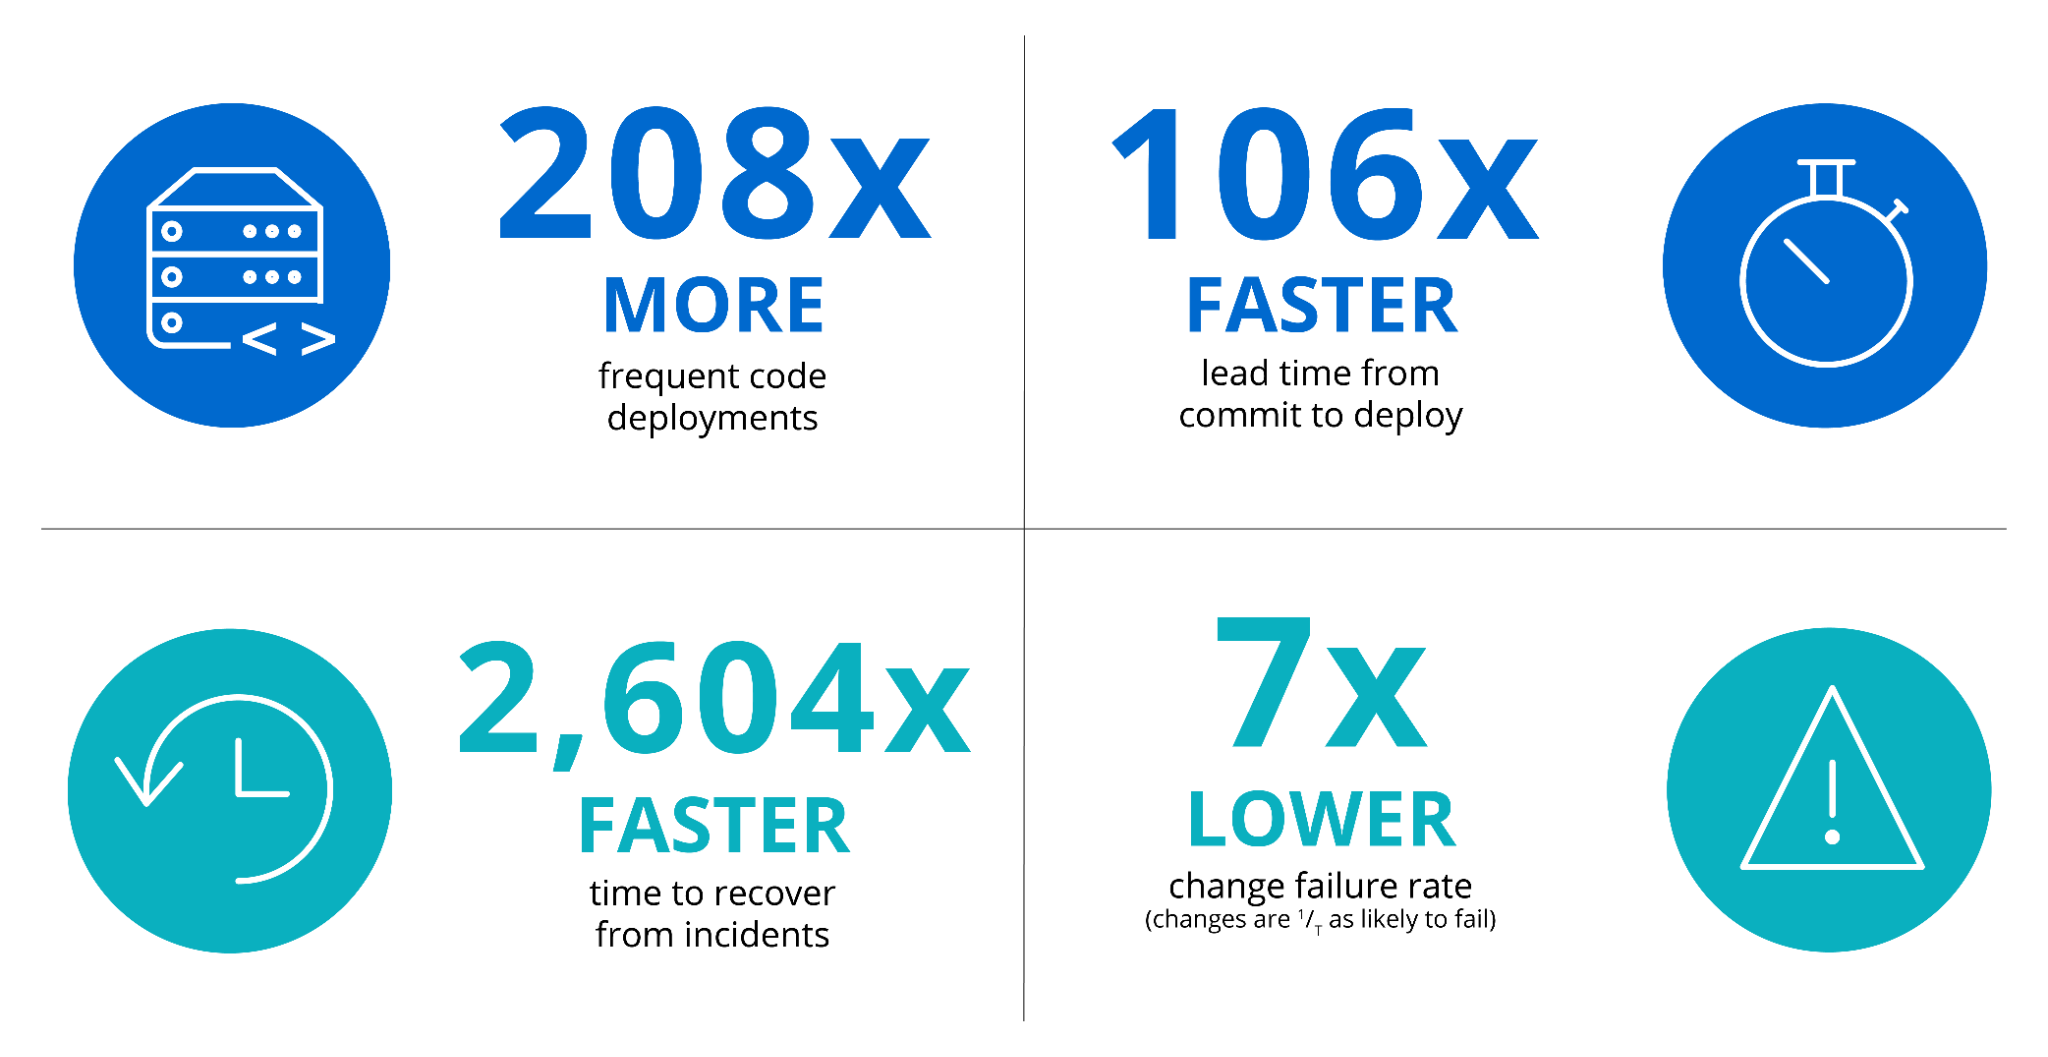 208x
MORE
frequent code
deployments
106x
FASTER
lead time from
commit to deploy
2,604x
FASTER
time to recover
from incidents
7x
LOWER
change failure rate
(changes are 1/T as likely to fail)